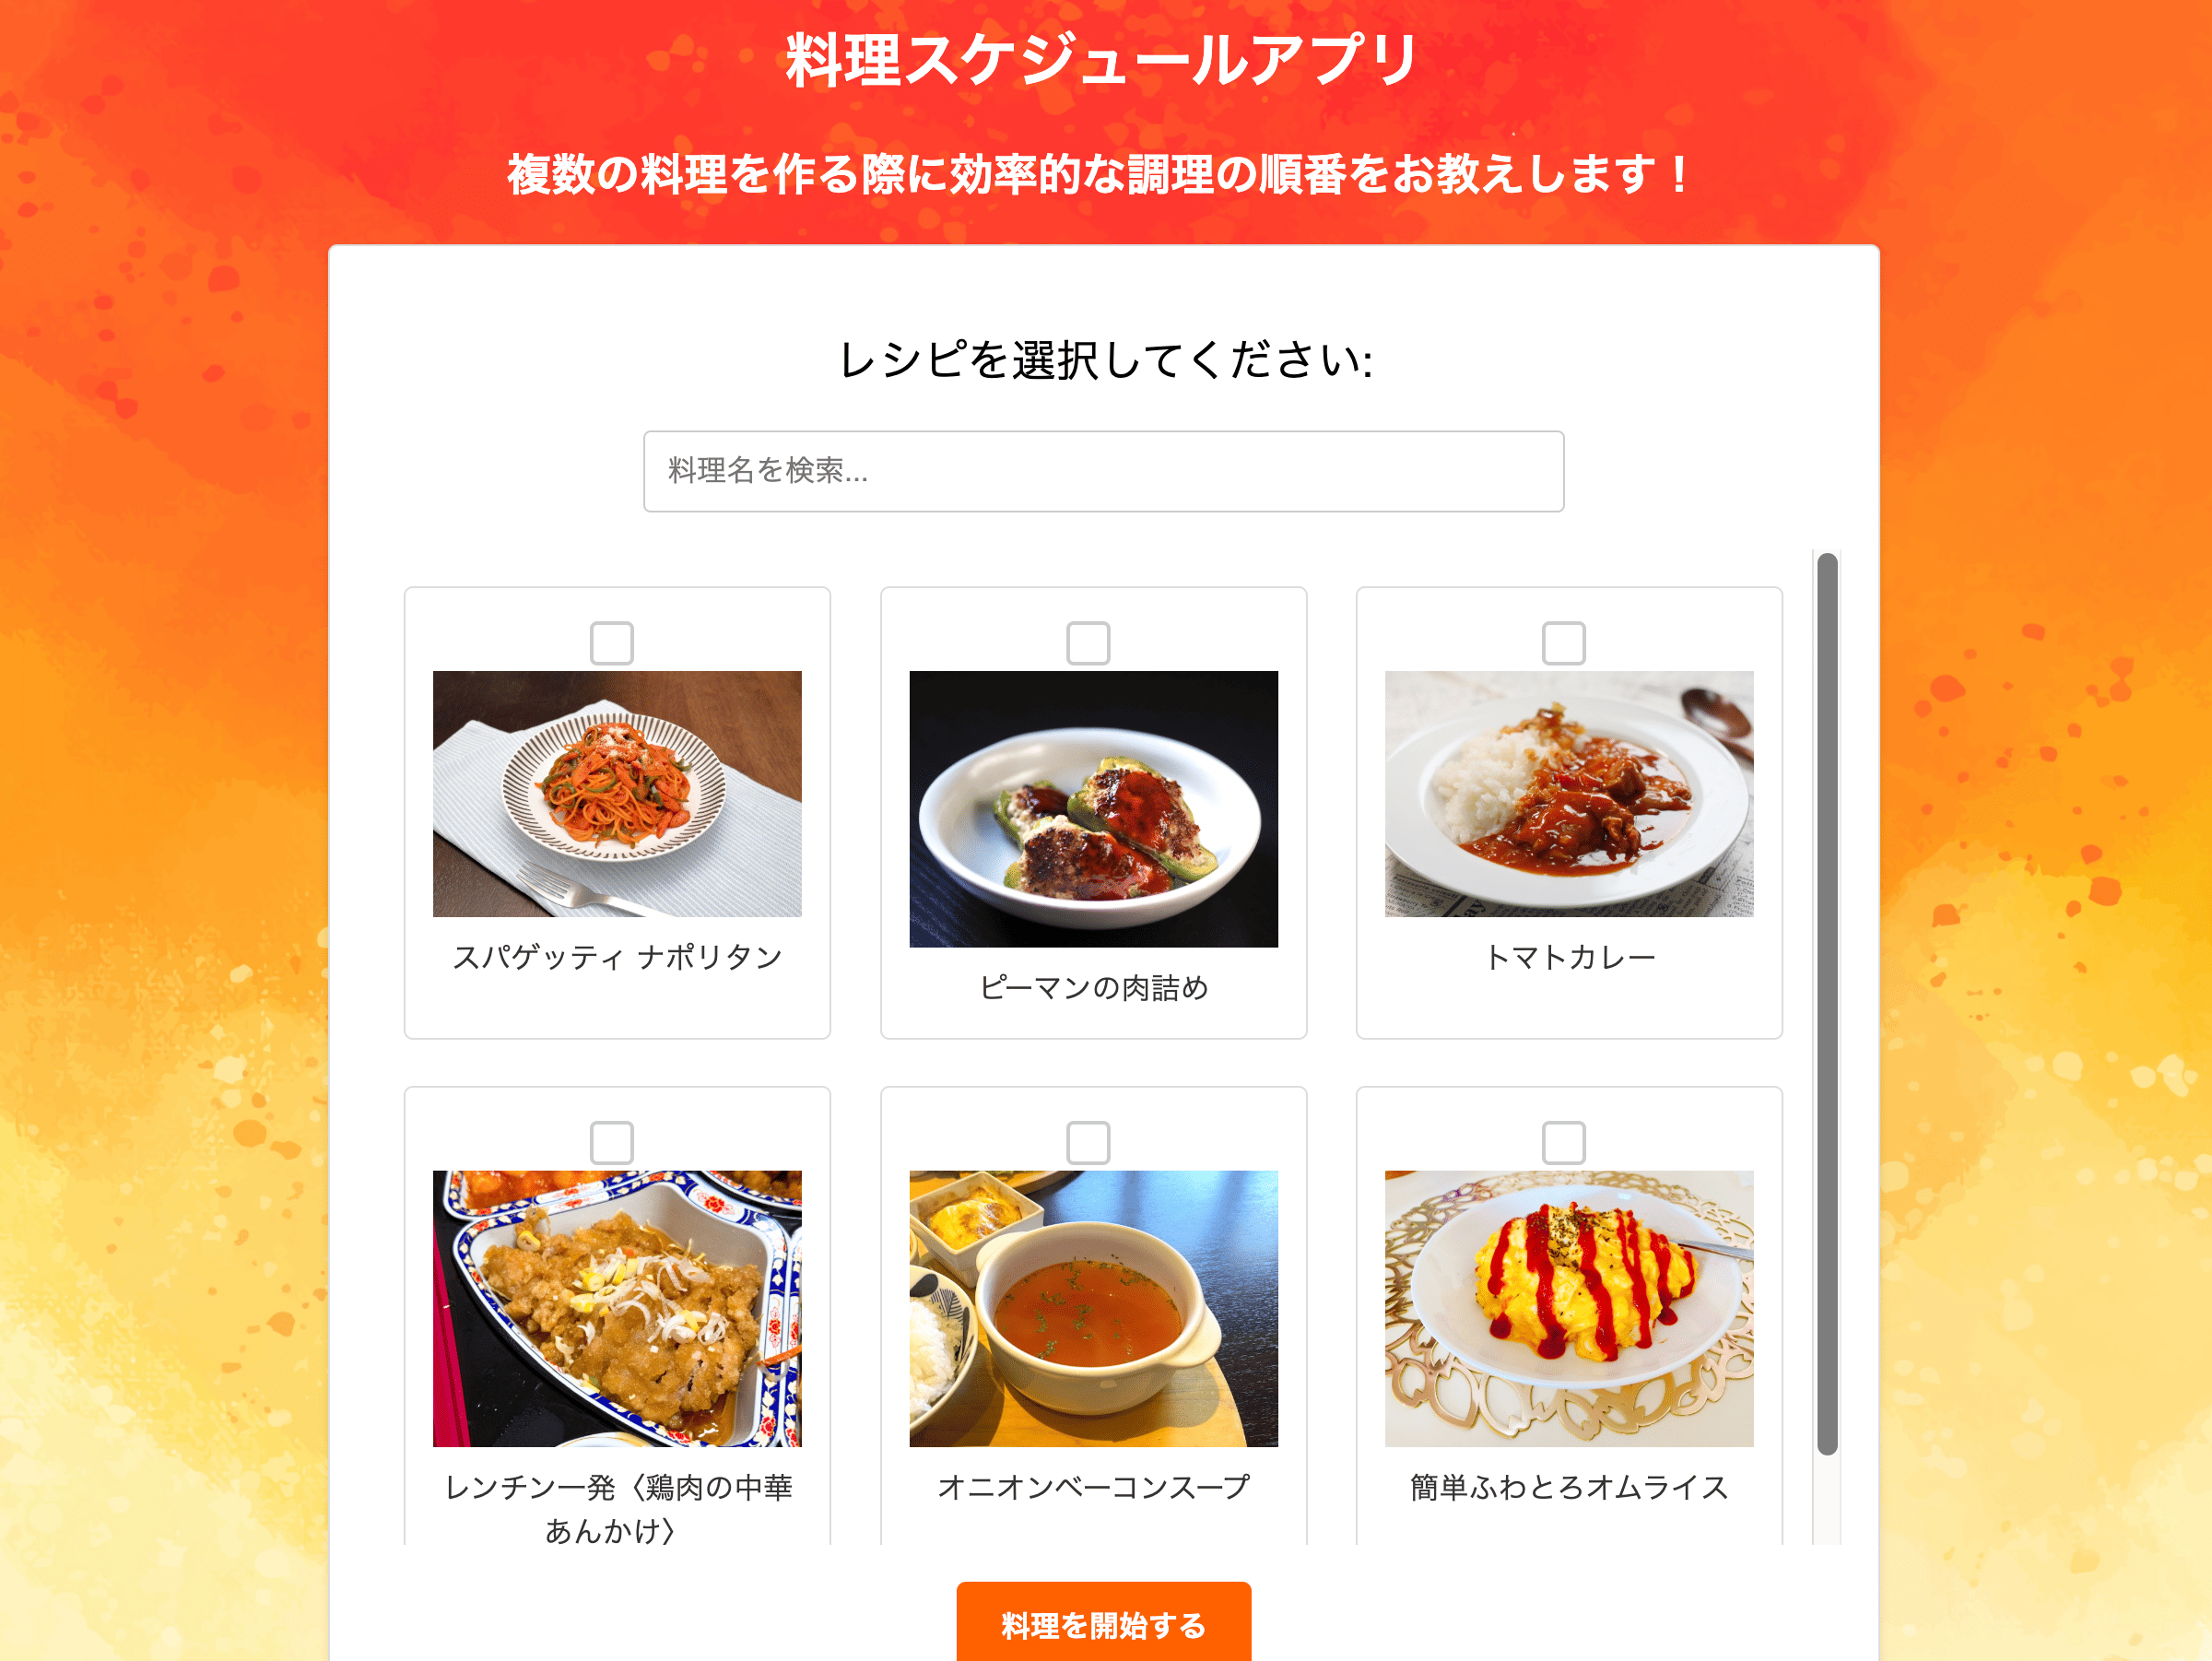 料理スケジュールアプリ
複数の料理を作る際に効率的な調理の順番をお教えします！
レシピを選択してください:
料理名を検索...
スパゲッティ ナポリタン
ピーマンの肉詰め
トマトカレー
レンチン一発〈鶏肉の中華
あんかけ〉
オニオンベーコンスープ
簡単ふわとろオムライス
料理を開始する